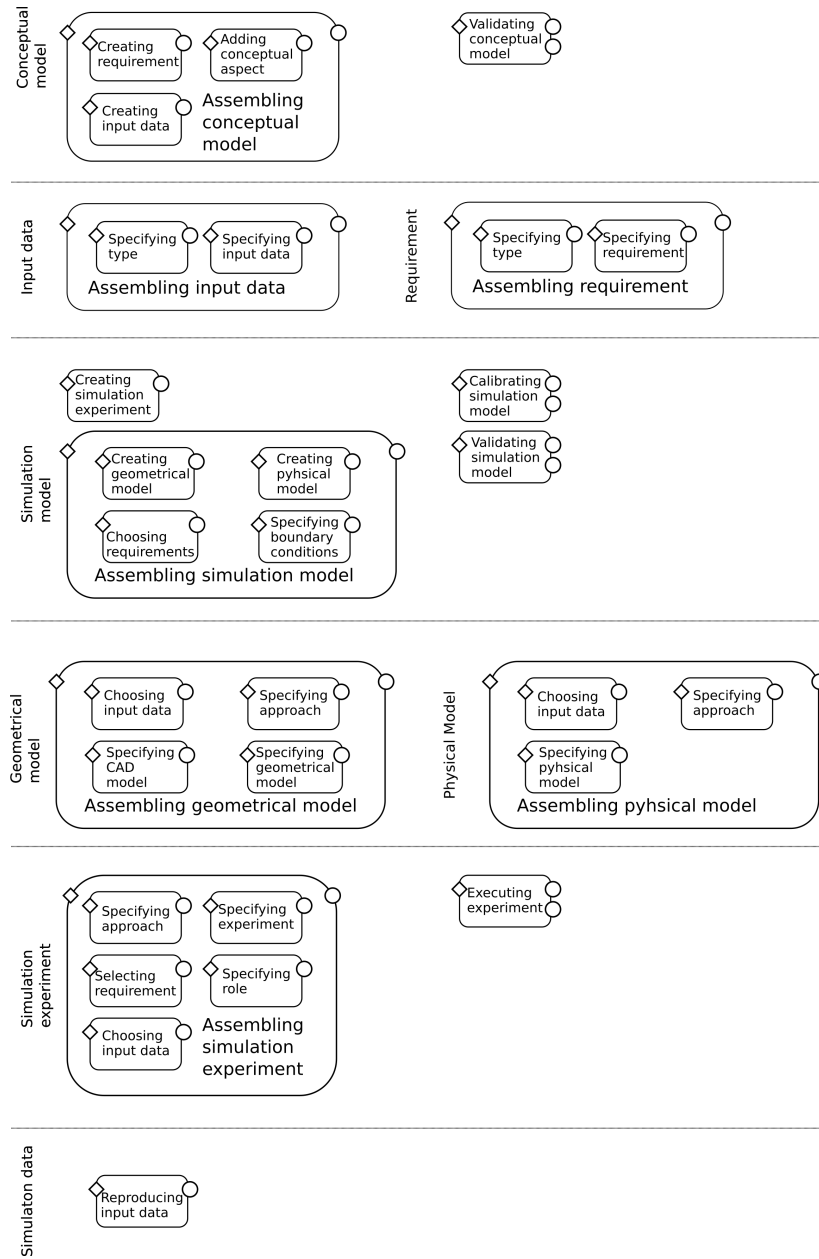 Conceptual
model
Creating
requirement
Adding
conceptual
aspect
Creating
input data
Assembling
conceptual
model
Validating
conceptual
model
Input data
Specifying
type
Specifying
input data
Assembling input data
Requirement
Specifying
type
Specifying
requirement
Assembling requirement
Simulation
model
Creating
simulation
experiment
Creating
geometrical
model
Creating
pyhsical
model
Choosing
requirements
Specifying
boundary
conditions
Assembling simulation model
Calibrating
simulation
model
Validating
simulation
model
Geometrical
model
Choosing
input data
Specifying
approach
Specifying
CAD
model
Specifying
geometrical
model
Assembling geometrical model
Physical Model
Choosing
input data
Specifying
approach
Specifying
pyhsical
model
Assembling pyhsical model
Simulation
experiment
Specifying
approach
Specifying
experiment
Selecting
requirement
Specifying
role
Choosing
input data
Assembling
simulation
experiment
Executing
experiment
Simulaton data
Reproducing
input data